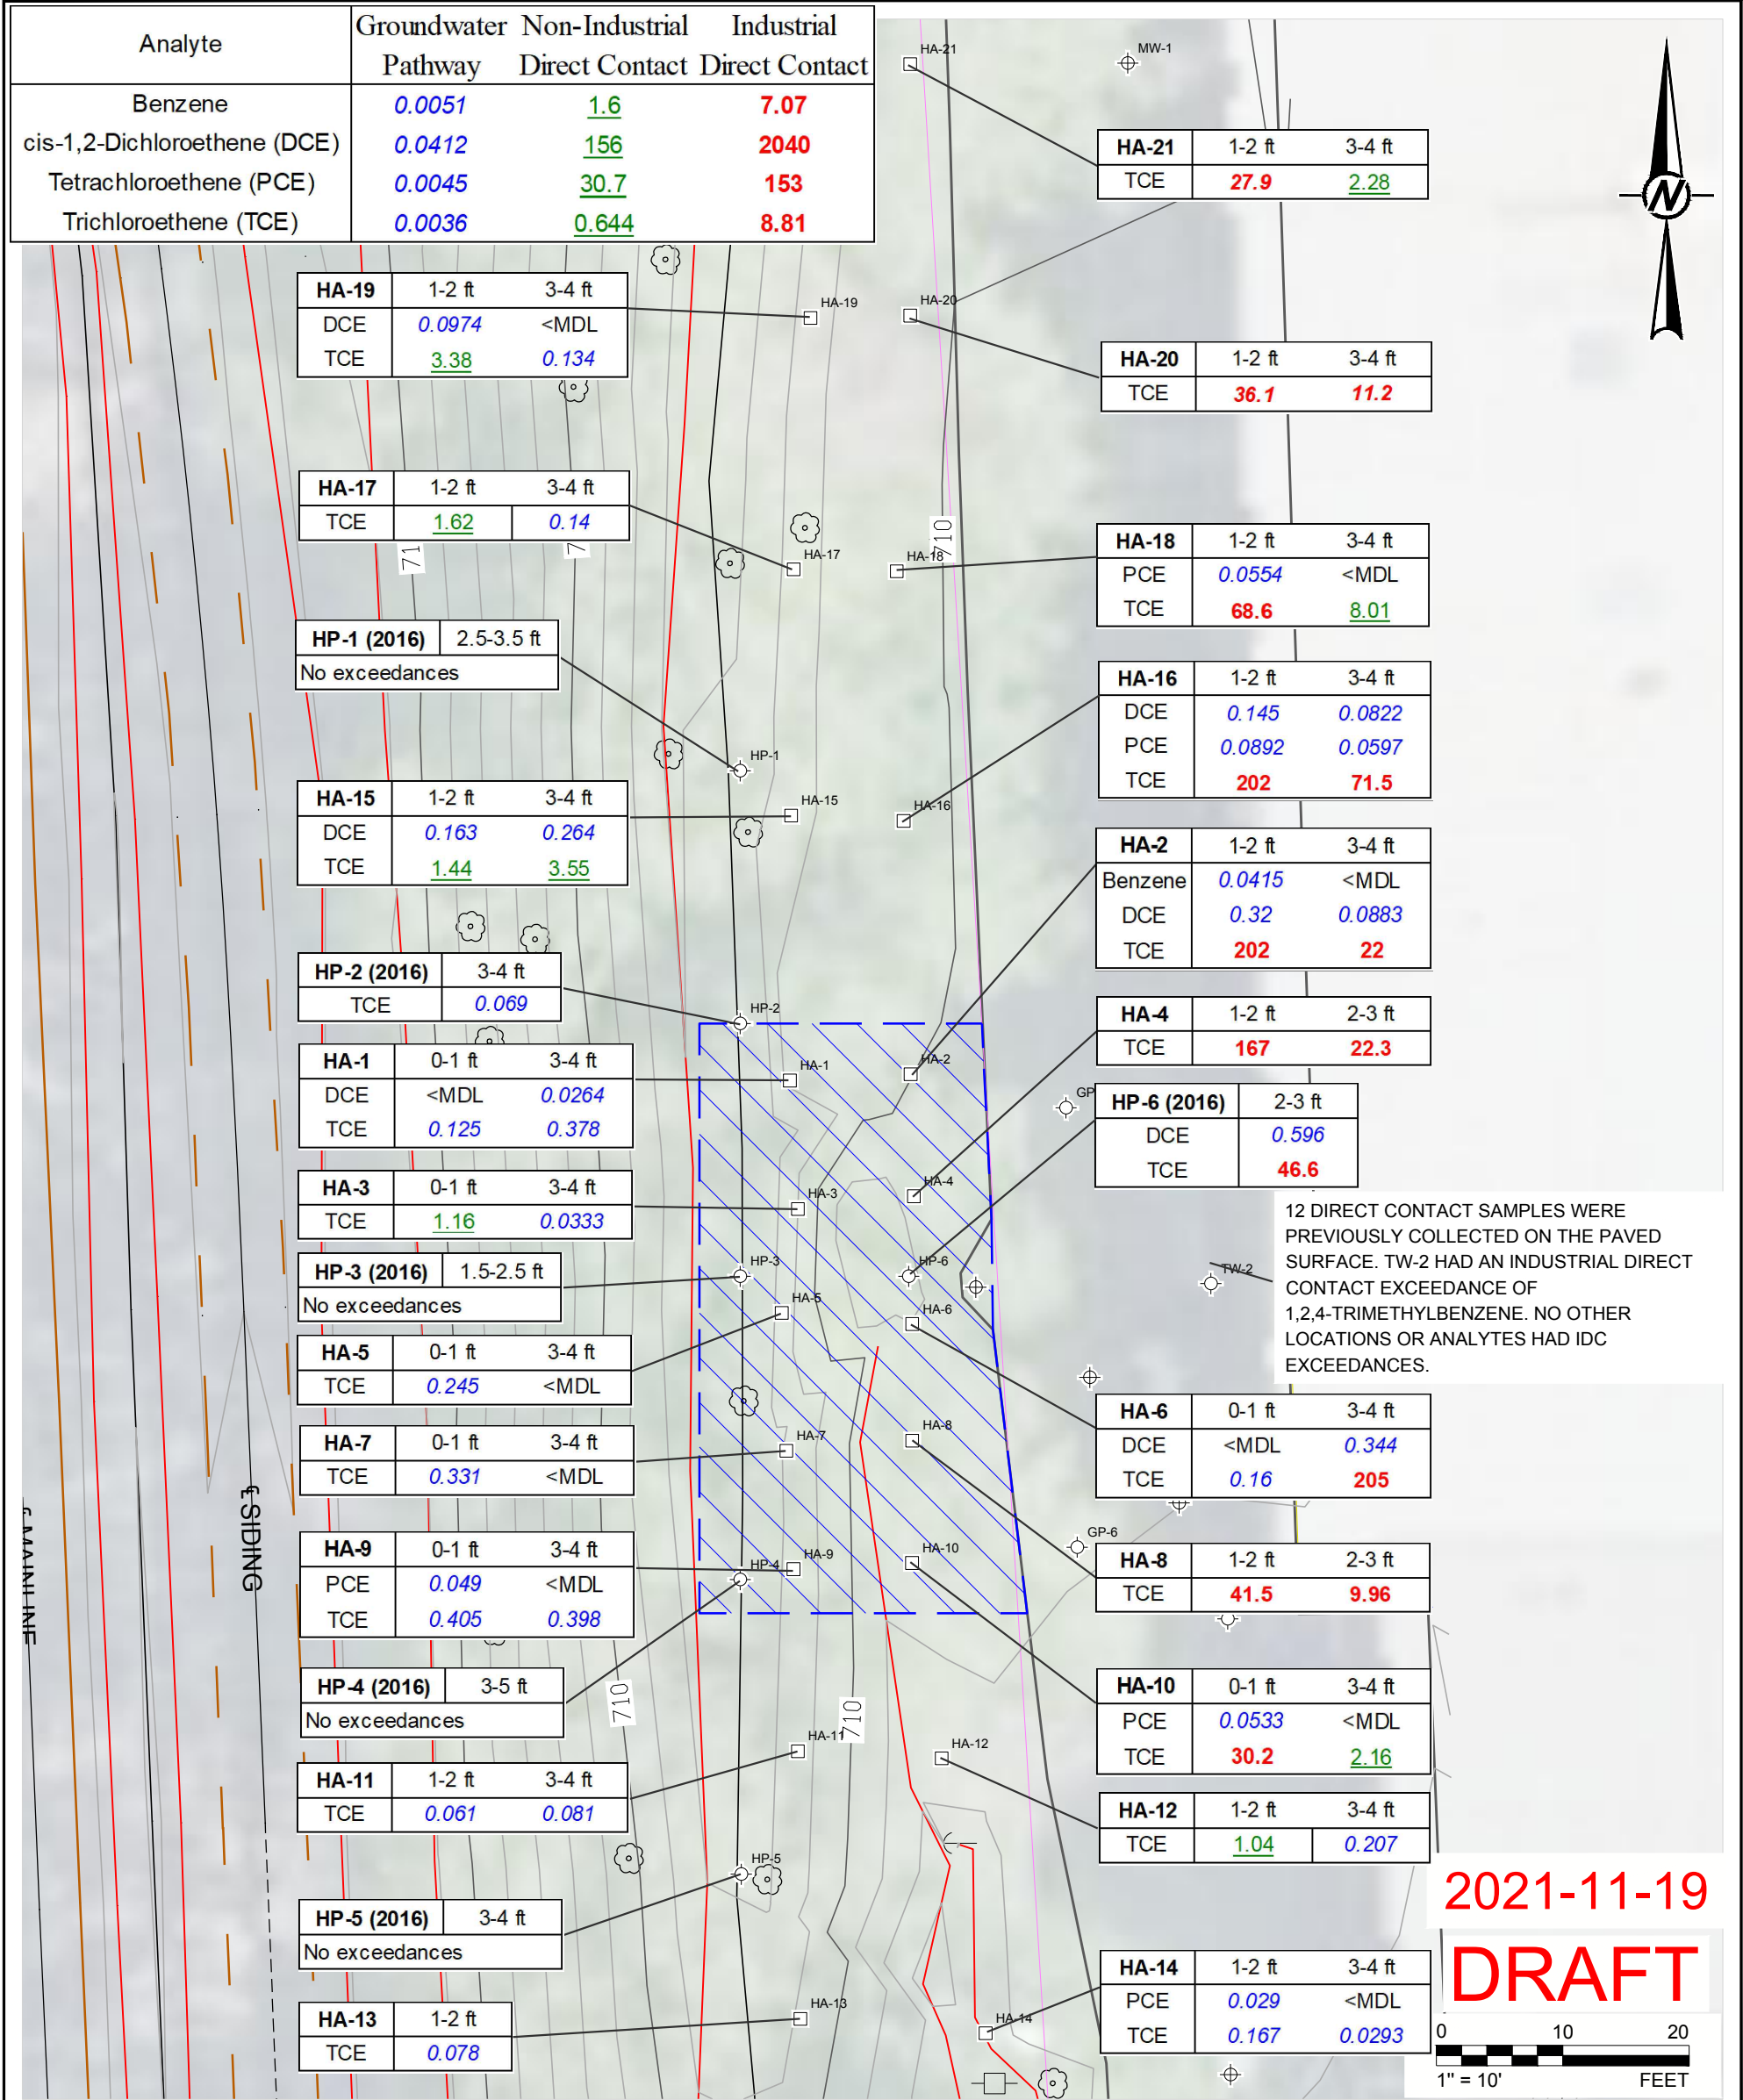 Analyte Groundwater Pathway Non-Industrial Direct Contact Industrial Direct Contact
Benzene 0.0051 1.6 7.07
cis-1,2-Dichloroethene (DCE) 0.0412 156 2040
Tetrachloroethene (PCE) 0.0045 30.7 153
Trichloroethene (TCE) 0.0036 0.644 8.81
HA-21
MW-1
HA-21 1-2 ft 3-4 ft
TCE 27.9 2.28
N
HA-19 1-2 ft 3-4 ft
DCE 0.0974 <MDL
TCE 3.38 0.134
HA-19
HA-20
HA-20 1-2 ft 3-4 ft
TCE 36.1 11.2
HA-17 1-2 ft 3-4 ft
TCE 1.62 0.14
71
7
HA-17
HA-18
710
HA-18 1-2 ft 3-4 ft
PCE 0.0554 <MDL
TCE 68.6 8.01
HP-1 (2016) 2.5-3.5 ft
No exceedances
HP-1
HA-16 1-2 ft 3-4 ft
DCE 0.145 0.0822
PCE 0.0892 0.0597
TCE 202 71.5
HA-15 1-2 ft 3-4 ft
DCE 0.163 0.264
TCE 1.44 3.55
HA-15
HA-16
HA-2 1-2 ft 3-4 ft
Benzene 0.0415 <MDL
DCE 0.32 0.0883
TCE 202 22
HP-2 (2016) 3-4 ft
TCE 0.069
HP-2
HA-4 1-2 ft 2-3 ft
TCE 167 22.3
HA-1 0-1 ft 3-4 ft
DCE <MDL 0.0264
TCE 0.125 0.378
HA-1
HA-2
GP
HP-6 (2016) 2-3 ft
DCE 0.596
TCE 46.6
HA-3 0-1 ft 3-4 ft
TCE 1.16 0.0333
HA-3
HA-4
12 DIRECT CONTACT SAMPLES WERE
PREVIOUSLY COLLECTED ON THE PAVED
SURFACE. TW-2 HAD AN INDUSTRIAL DIRECT
CONTACT EXCEEDANCE OF
1,2,4-TRIMETHYLBENZENE. NO OTHER
LOCATIONS OR ANALYTES HAD IDC
EXCEEDANCES.
HP-3 (2016) 1.5-2.5 ft
No exceedances
HP-3
HP-6
TW-2
HA-5 0-1 ft 3-4 ft
TCE 0.245 <MDL
HA-5
HA-6
HA-6 0-1 ft 3-4 ft
DCE <MDL 0.344
TCE 0.16 205
HA-7 0-1 ft 3-4 ft
TCE 0.331 <MDL
HA-7
HA-8
MAINLINE
SIDING
HA-9 0-1 ft 3-4 ft
PCE 0.049 <MDL
TCE 0.405 0.398
HP-4
HA-9
HA-10
GP-6
HA-8 1-2 ft 2-3 ft
TCE 41.5 9.96
HP-4 (2016) 3-5 ft
No exceedances
710
710
HA-10 0-1 ft 3-4 ft
PCE 0.0533 <MDL
TCE 30.2 2.16
HA-11 1-2 ft 3-4 ft
TCE 0.061 0.081
HA-11
HA-12
HA-12 1-2 ft 3-4 ft
TCE 1.04 0.207
HP-5
HP-5 (2016) 3-4 ft
No exceedances
2021-11-19
DRAFT
HA-14 1-2 ft 3-4 ft
PCE 0.029 <MDL
TCE 0.167 0.0293
HA-13 1-2 ft
TCE 0.078
HA-13
HA-14
0 10 20
1" = 10' FEET